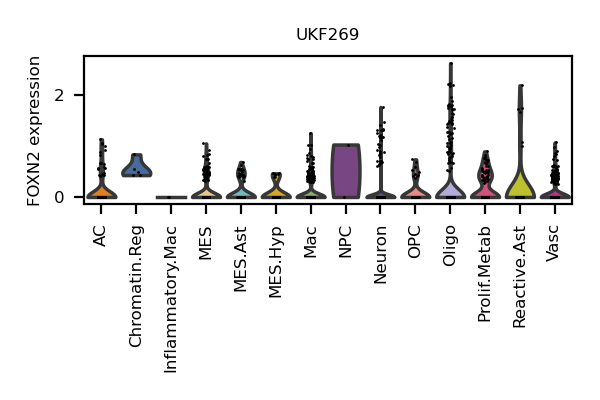 UKF269
FOXN2 expression
2
0
AC
Chromatin.Reg
Inflammatory.Mac
MES
MES.Ast
MES.Hyp
Mac
NPC
Neuron
OPC
Oligo
Prolif.Metab
Reactive.Ast
Vasc